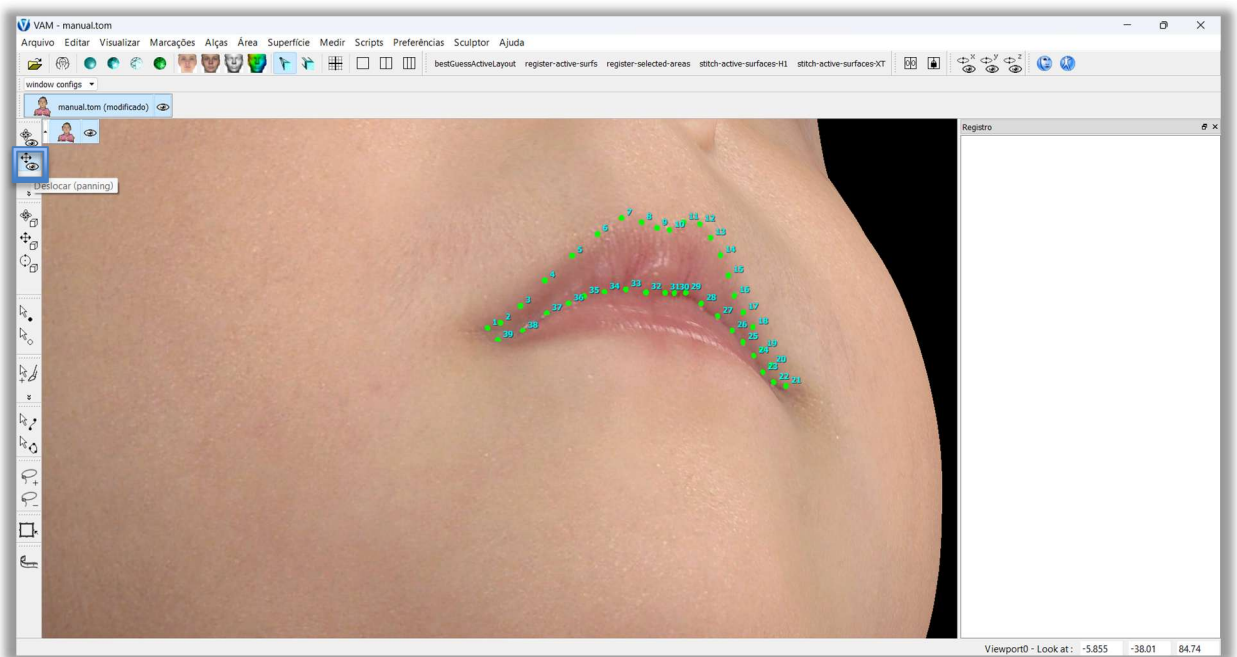 VAM - manual.tom
Arquivo Editar Visualizar Marcações Alças Área Superfície Medir Scripts Preferências Sculptor Ajuda
bestGuessActiveLayout register-active-surfs register-selected-areas stitch-active-surfaces-H1 stitch-active-surfaces-XT
x y z
window configs
manual.tom (modificado)
Registro
Deslocar (panning)
7 8 9 10 11 12
6 13
5 14
4 15
3 37 36 35 34 33 32 31 30 29 16
1 2 38 28 17
39 27 18
26 25 19
24 20
23 22 21
Viewport0 - Look at : -5.855 -38.01 84.74